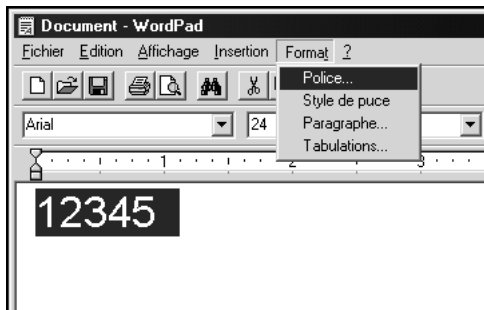 Document - WordPad
Fichier Edition Affichage Insertion Format ?
Police...
Style de puce
Arial 24 Paragraphe...
Tabulations...
1 2 3
12345